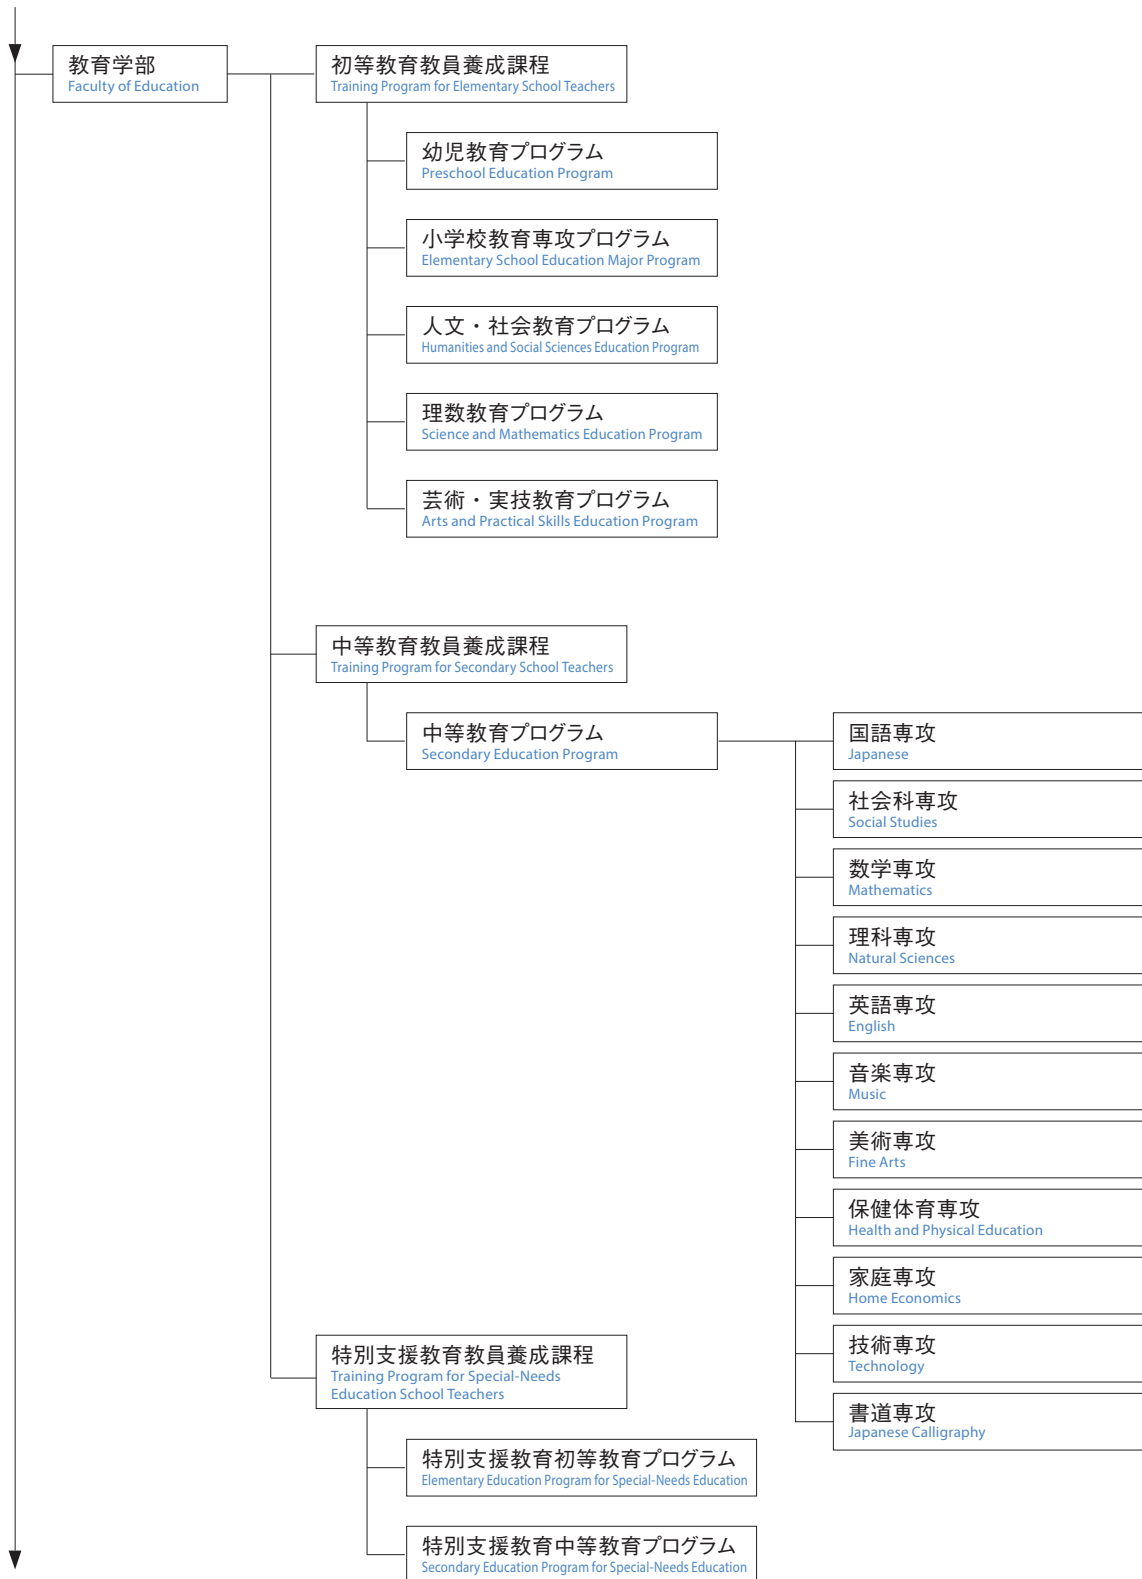 教育学部
Faculty of Education
初等教育教員養成課程
Training Program for Elementary School Teachers
幼児教育プログラム
Preschool Education Program
小学校教育専攻プログラム
Elementary School Education Major Program
人文・社会教育プログラム
Humanities and Social Sciences Education Program
理数教育プログラム
Science and Mathematics Education Program
芸術・実技教育プログラム
Arts and Practical Skills Education Program
中等教育教員養成課程
Training Program for Secondary School Teachers
中等教育プログラム
Secondary Education Program
国語専攻
Japanese
社会科専攻
Social Studies
数学専攻
Mathematics
理科専攻
Natural Sciences
英語専攻
English
音楽専攻
Music
美術専攻
Fine Arts
保健体育専攻
Health and Physical Education
家庭専攻
Home Economics
技術専攻
Technology
書道専攻
Japanese Calligraphy
特別支援教育教員養成課程
Training Program for Special-Needs
Education School Teachers
特別支援教育初等教育プログラム
Elementary Education Program for Special-Needs Education
特別支援教育中等教育プログラム
Secondary Education Program for Special-Needs Education